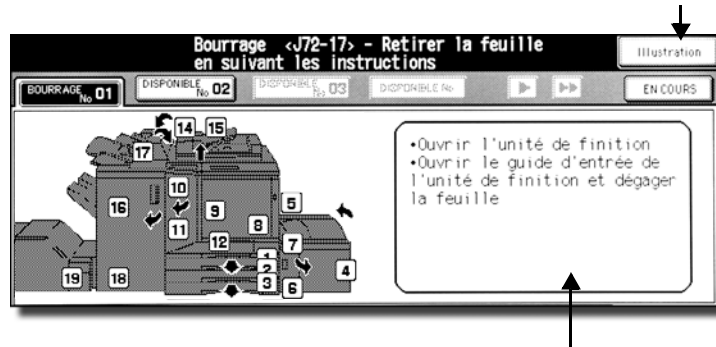 Bourrage <J72-17> - Retirer la feuille
en suivant les instructions
Illustration
BOURRAGE No 01
DISPONIBLE No 02
DISPONIBLE No 03
DISPONIBLE No
EN COURS
•Ouvrir l'unité de finition
•Ouvrir le guide d'entrée de
l'unité de finition et dégager
la feuille
14 15
17
10
16
9
5
11
8
12
7
1
2
4
3
19 18
6